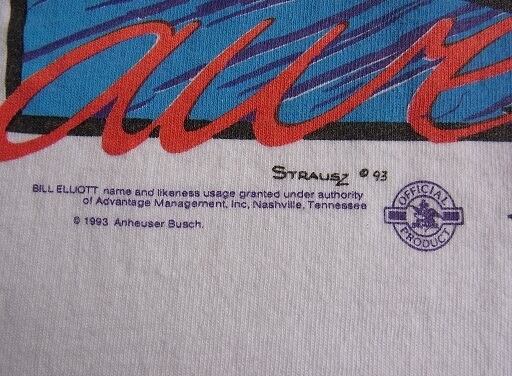 awe
STRAUSZ © 93
BILL ELLIOTT name and likeness usage granted under authority
of Advantage Management, Inc, Nashville, Tennessee
© 1993 Anheuser Busch.
OFFICIAL
PRODUCT